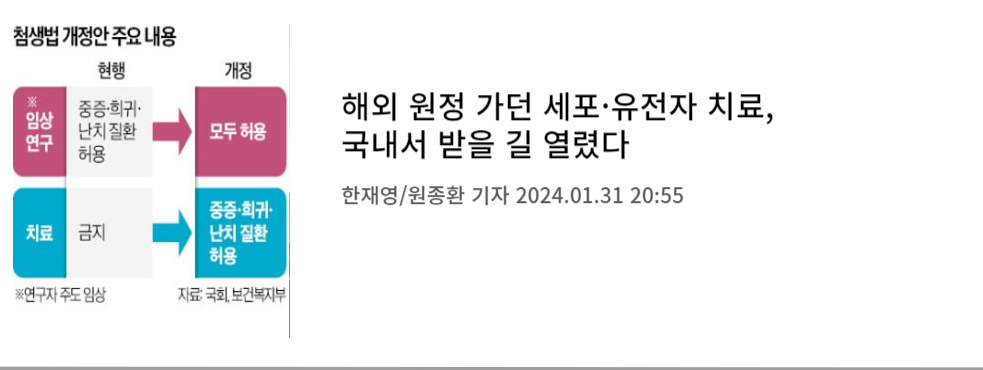 첨생법 개정안 주요 내용
현행 개정
※
임상
연구
중증·희귀·
난치 질환
허용
모두 허용
치료
금지
중증·희귀·
난치 질환
허용
※연구자 주도 임상 자료: 국회, 보건복지부
해외 원정 가던 세포·유전자 치료,
국내서 받을 길 열렸다
한재영/원종환 기자 2024.01.31 20:55